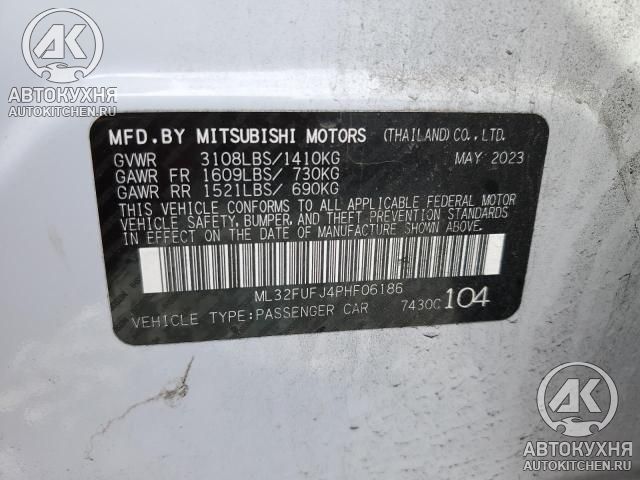 АК
АВТОКУХНЯ
AUTOKITCHEN.RU
MFD.BY MITSUBISHI MOTORS (THAILAND) CO., LTD.
GVWR 3108LBS/1410KG MAY 2023
GAWR FR 1609LBS/ 730KG
GAWR RR 1521LBS/ 690KG
THIS VEHICLE CONFORMS TO ALL APPLICABLE FEDERAL MOTOR
VEHICLE SAFETY, BUMPER, AND THEFT PREVENTION STANDARDS
IN EFFECT ON THE DATE OF MANUFACTURE SHOWN ABOVE.
ML32FUFJ4PHF06186
VEHICLE TYPE:PASSENGER CAR 7430C 104
АК
АВТОКУХНЯ
AUTOKITCHEN.RU